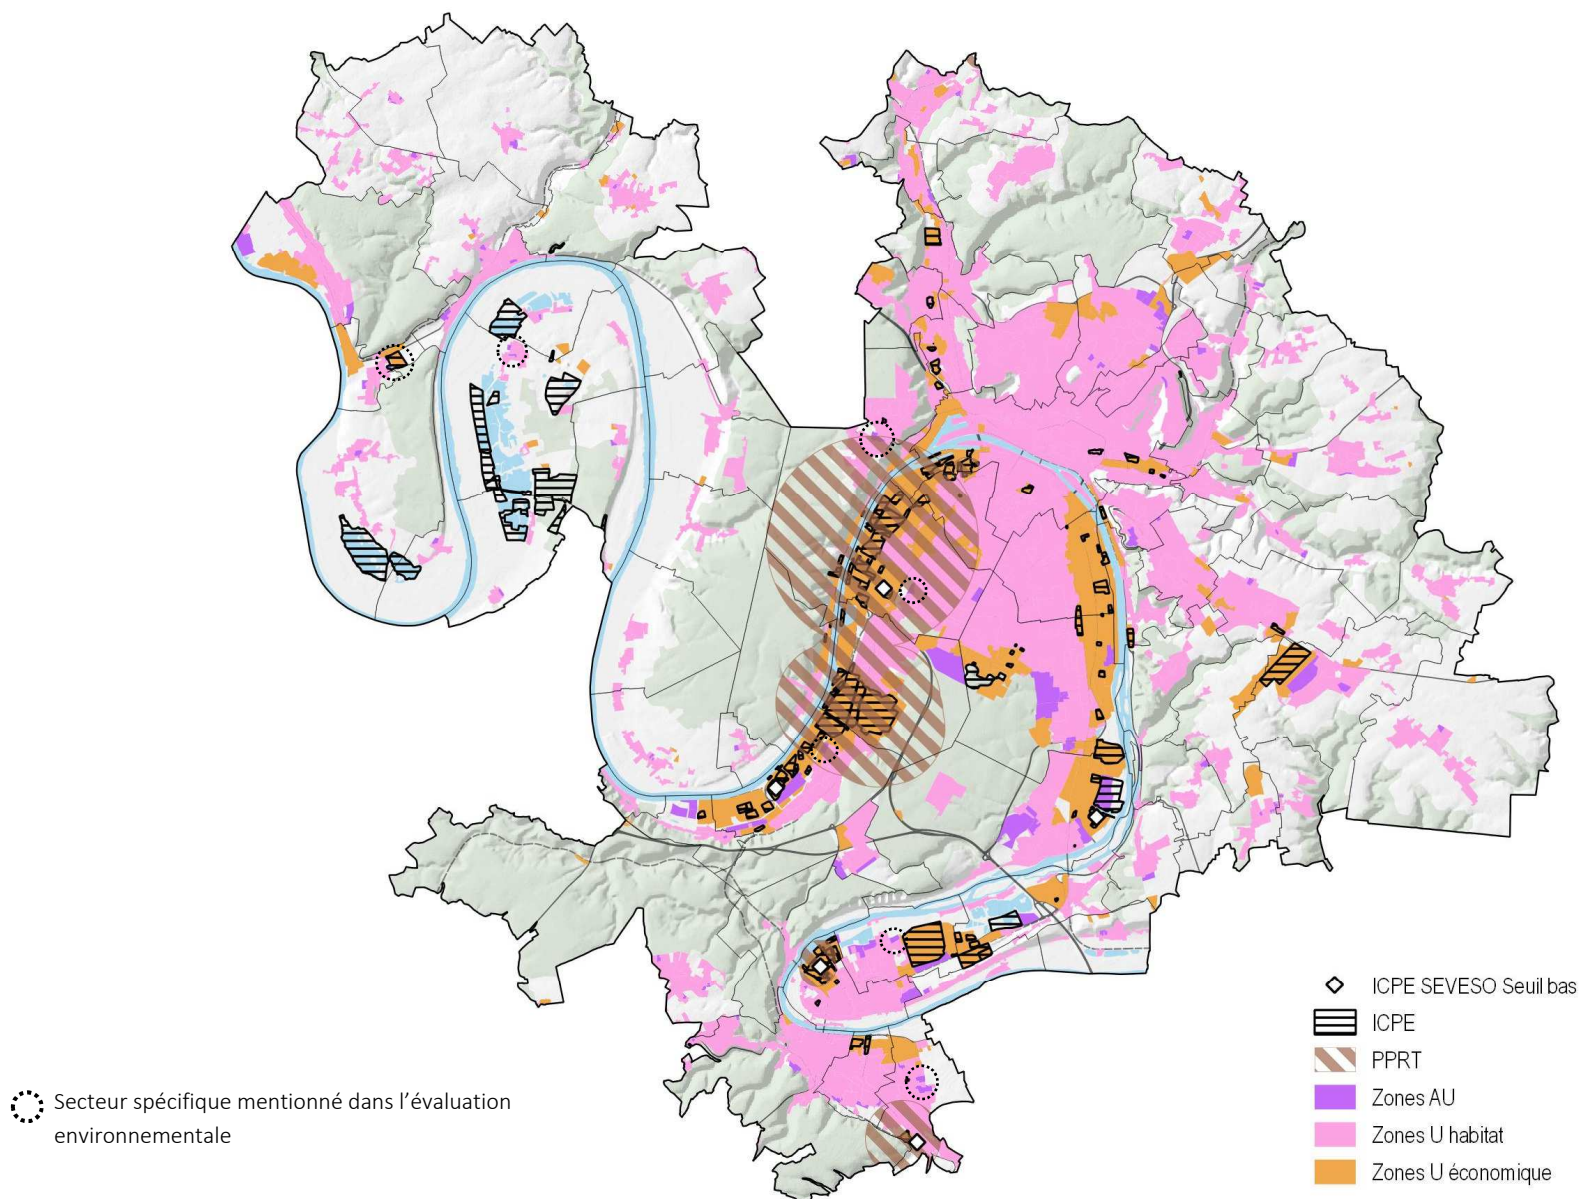 ICPE SEVESO Seuil bas
ICPE
PPRT
Zones AU
Zones U habitat
Zones U économique
Secteur spécifique mentionné dans l’évaluation
environnementale